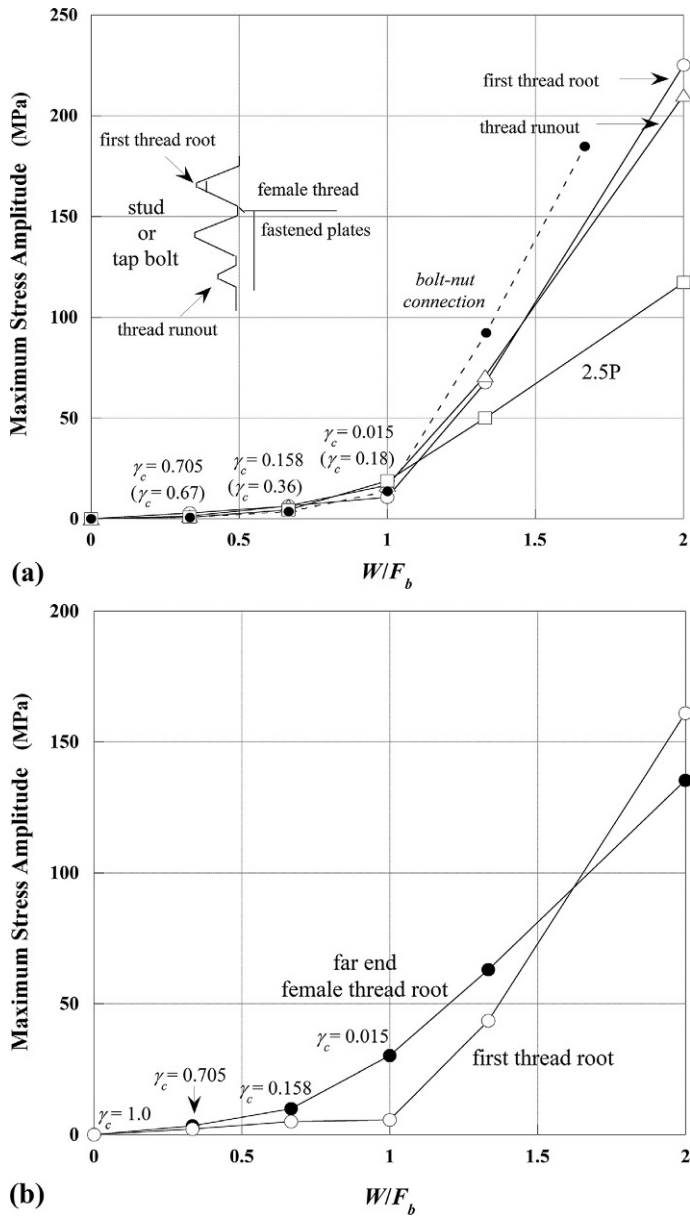 250
200
150
100
50
0
Maximum Stress Amplitude (MPa)
first thread root
thread runout
first thread root
female thread
stud
or
tap bolt
fastened plates
thread runout
bolt-nut
connection
2.5P
γc = 0.705
(γc = 0.67)
γc = 0.158
(γc = 0.36)
γc = 0.015
(γc = 0.18)
0
0.5
1
1.5
2
W/Fb
(a)
200
150
100
50
0
Maximum Stress Amplitude (MPa)
far end
female thread root
γc = 0.015
first thread root
γc = 0.705
γc = 0.158
γc = 1.0
0
0.5
1
1.5
2
W/Fb
(b)